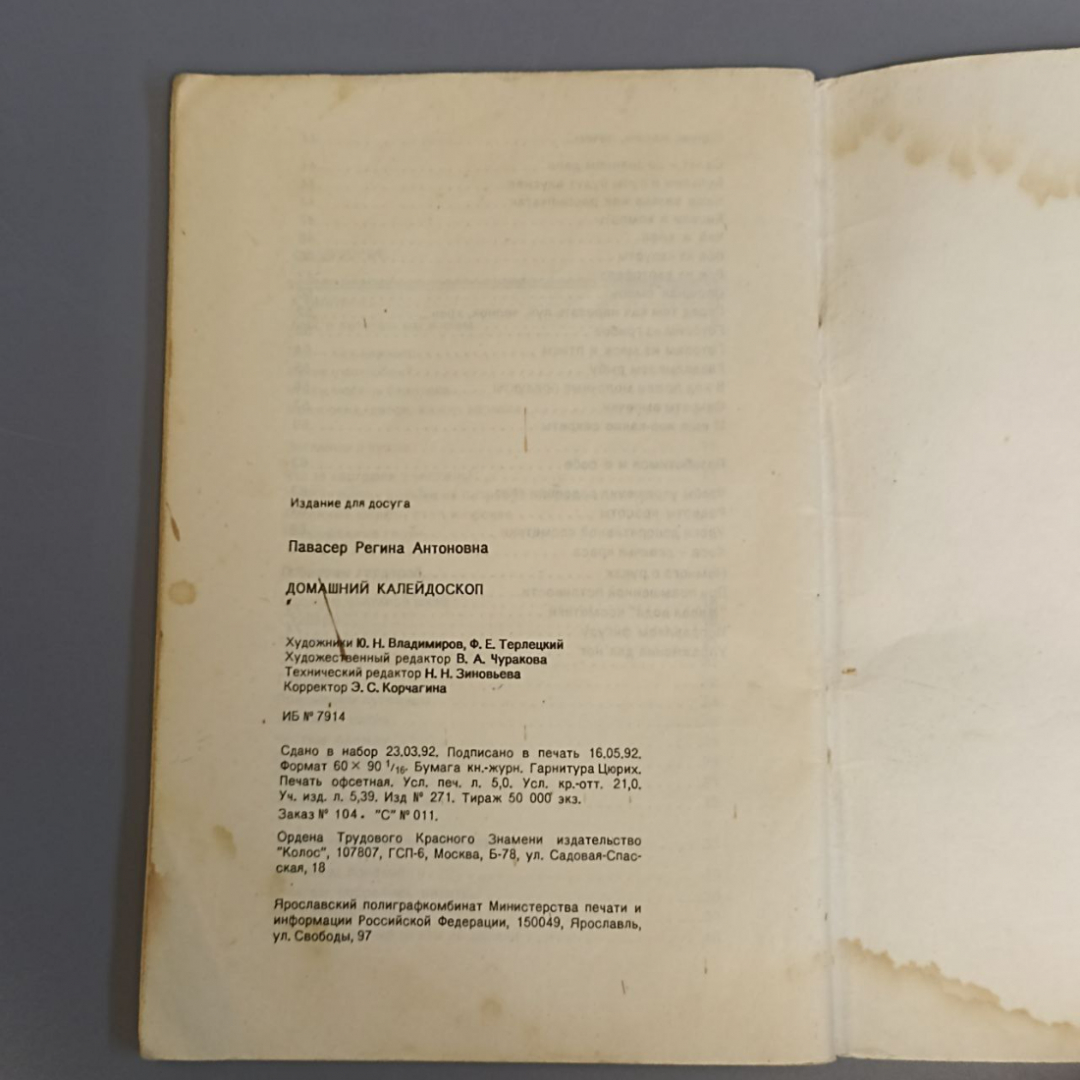 Издание для досуга
Павасер Регина Антоновна
ДОМАШНИЙ КАЛЕЙДОСКОП
Художники Ю. Н. Владимиров, Ф. Е. Терлецкий
Художественный редактор В. А. Чуракова
Технический редактор Н. Н. Зиновьева
Корректор Э. С. Корчагина
ИБ № 7914
Сдано в набор 23.03.92. Подписано в печать 16.05.92.
Формат 60 × 90 1/16. Бумага кн.-журн. Гарнитура Цюрих.
Печать офсетная. Усл. печ. л. 5,0. Усл. кр.-отт. 21,0.
Уч. изд. л. 5,39. Изд № 271. Тираж 50 000 экз.
Заказ № 104. "С" № 011.
Ордена Трудового Красного Знамени издательство
"Колос", 107807, ГСП-6, Москва, Б-78, ул. Садовая-Спас-
ская, 18
Ярославский полиграфкомбинат Министерства печати и
информации Российской Федерации, 150049, Ярославль,
ул. Свободы, 97